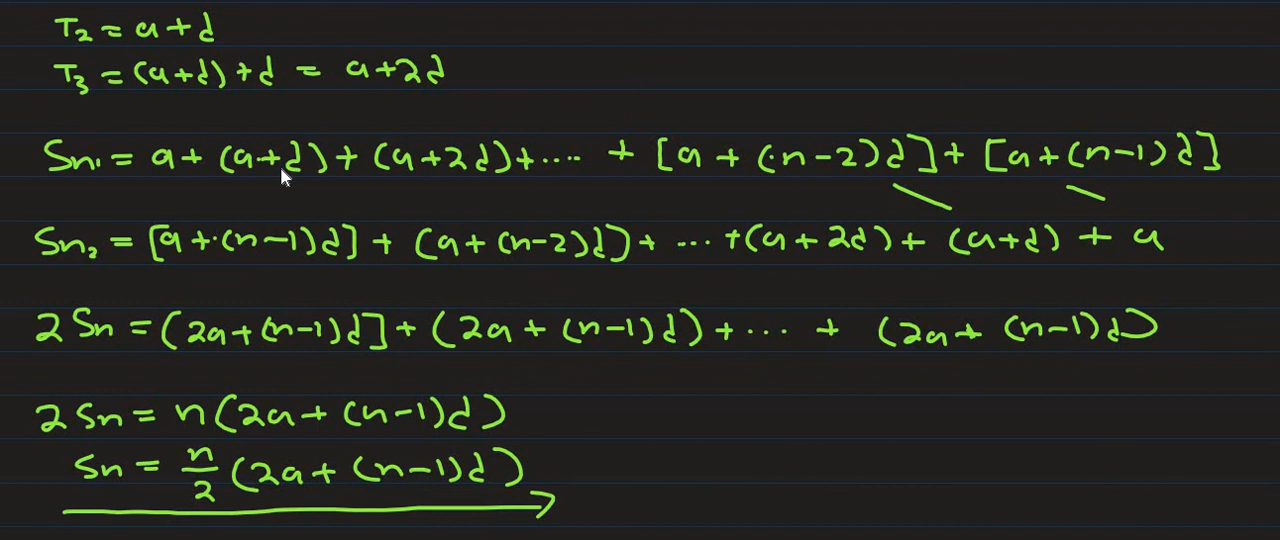 T₂ = a + d
T₃ = (a+d)+d = a+2d
Sn₁ = a + (a+d) + (a+2d)+.... + [a + (n-2)d] + [a+(n-1)d]
Sn₂ = [a+(n-1)d] + (a+(n-2)d)+ ... +(a+2d)+ (a+d) + a
2Sn = (2a+(n-1)d]+ (2a + (n-1)d) + ... + (2a+ (n-1)d)
2Sn = n(2a+(n-1)d)
Sn = n/2 (2a+(n-1)d)